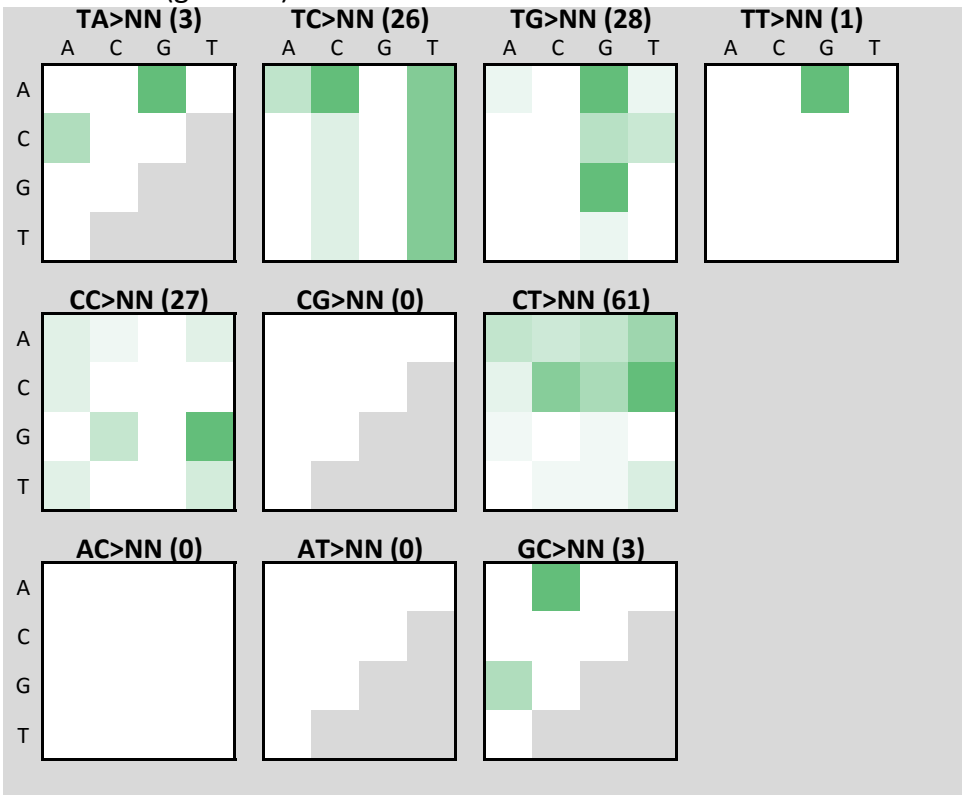 TA>NN (3) TC>NN (26) TG>NN (28) TT>NN (1)
A C G T A C G T A C G T A C G T
A
C
G
T
CC>NN (27) CG>NN (0) CT>NN (61)
A
C
G
T
AC>NN (0) AT>NN (0) GC>NN (3)
A
C
G
T